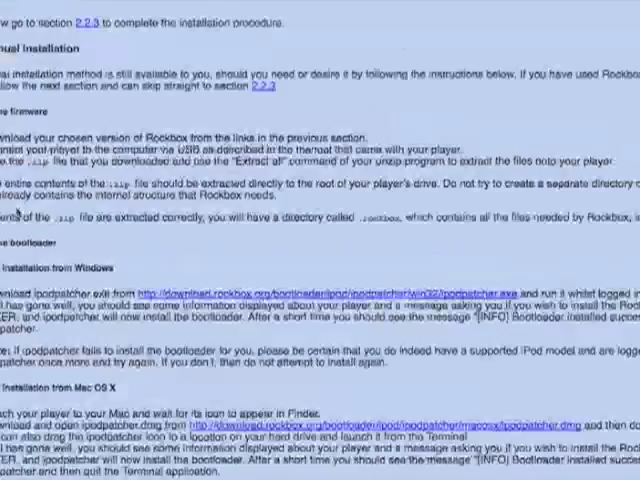 w go to section 2.2.3 to complete the installation procedure.
nual installation
al installation method is still available to you, should you need or desire it by following the instructions below. If you have used Rockbox
llow the next section and can skip straight to section 2.2.3
e firmware
wnload your chosen version of Rockbox from the links in the previous section.
your player to the computer via USB as described in the manual that came with your player.
e the .zip file that you downloaded and use the "Extract all" command of your unzip program to extract the files onto your player.
entire contents of the .zip file should be extracted directly to the root of your player's drive. Do not try to create a separate directory o
lready contains the internal structure that Rockbox needs.
ents of the .zip file are extracted correctly, you will have a directory called .rockbox, which contains all the files needed by Rockbox, i
e bootloader
Installation from Windows
wnload ipodpatcher.exe from http://download.rockbox.org/bootloader/ipod/ipodpatcher/win32/ipodpatcher.exe and run it whilst logged in
l has gone well, you should see some information displayed about your player and a message asking you if you wish to install the Rock
ER, and ipodpatcher will now install the bootloader. After a short time you should see the message "[INFO] Bootloader installed succes
patcher.
e: If ipodpatcher fails to install the bootloader for you, please be certain that you do indeed have a supported iPod model and are logge
patcher once more and try again. If you don't, then do not attempt to install again.
Installation from Mac OS X
ach your player to your Mac and wait for its icon to appear in Finder.
wnload and open ipodpatcher.dmg from http://download.rockbox.org/bootloader/ipod/ipodpatcher/macosx/ipodpatcher.dmg and then do
can also drag the ipodpatcher icon to a location on your hard drive and launch it from the Terminal
l has gone well, you should see some information displayed about your player and a message asking you if you wish to install the Rock
ER, and ipodpatcher will now install the bootloader. After a short time you should see the message "[INFO] Bootloader installed succes
patcher and then quit the Terminal application.